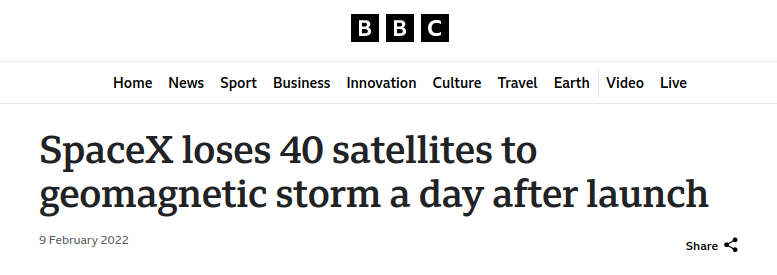 BBC
Home News Sport Business Innovation Culture Travel Earth Video Live
SpaceX loses 40 satellites to
geomagnetic storm a day after launch
9 February 2022
Share